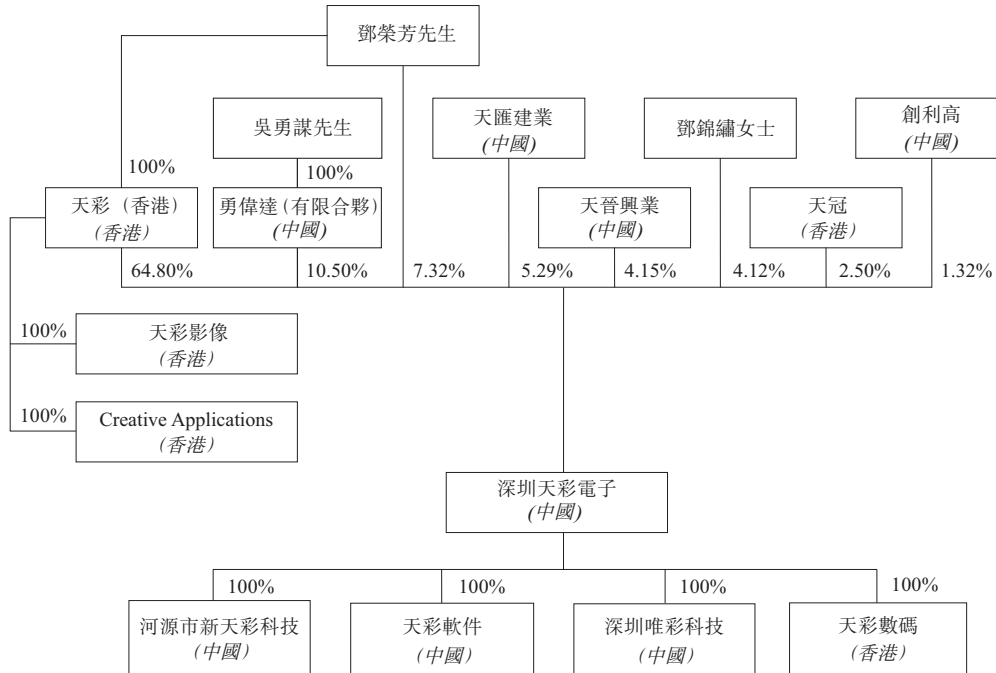 鄧榮芳先生
吳勇謀先生
天匯建業
(中國)
鄧錦繡女士
創利高
(中國)
100%
100%
天彩（香港）
(香港)
勇偉達(有限合夥)
(中國)
天晉興業
(中國)
天冠
(香港)
64.80%
10.50%
7.32%
5.29%
4.15%
4.12%
2.50%
1.32%
100%
天彩影像
(香港)
100%
Creative Applications
(香港)
深圳天彩電子
(中國)
100%
100%
100%
100%
河源市新天彩科技
(中國)
天彩軟件
(中國)
深圳唯彩科技
(中國)
天彩數碼
(香港)